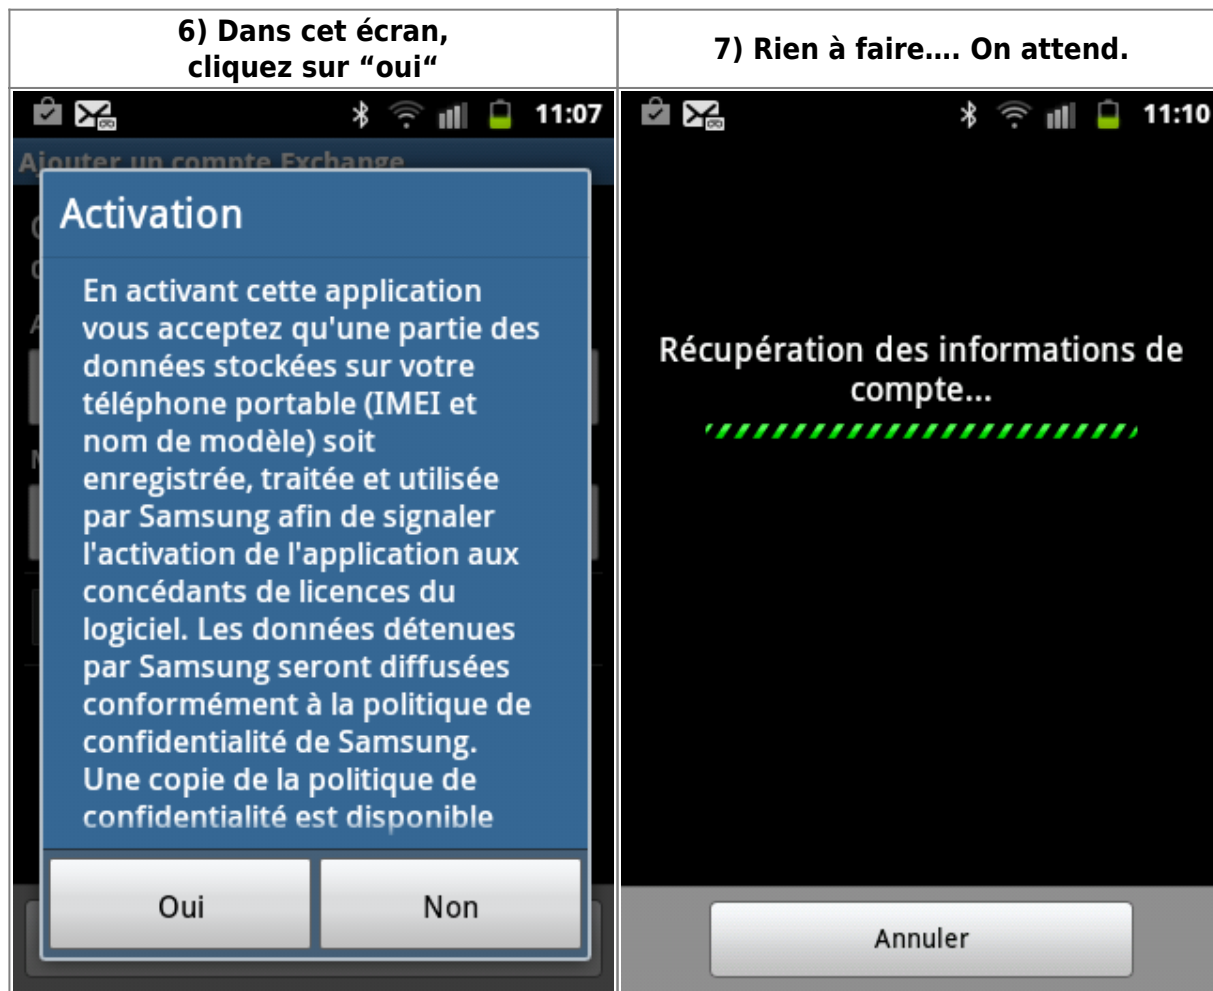 6) Dans cet écran,
cliquez sur “oui“
7) Rien à faire.... On attend.
11:07
Ajouter un compte Exchange
Activation
En activant cette application
vous acceptez qu'une partie des
données stockées sur votre
téléphone portable (IMEI et
nom de modèle) soit
enregistrée, traitée et utilisée
par Samsung afin de signaler
l'activation de l'application aux
concédants de licences du
logiciel. Les données détenues
par Samsung seront diffusées
conformément à la politique de
confidentialité de Samsung.
Une copie de la politique de
confidentialité est disponible
Oui
Non
11:10
Récupération des informations de
compte...
Annuler